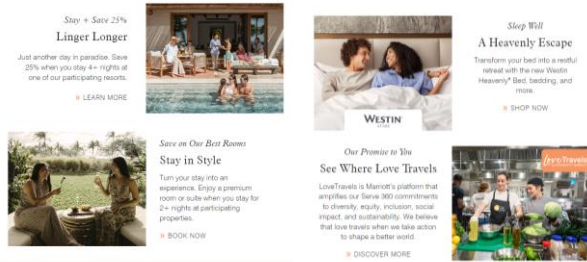 Stay + Save 25%
Linger Longer
Just another day in paradise. Save
25% when you stay 4+ nights at
one of our participating resorts.
» LEARN MORE
Save on Our Best Rooms
Stay in Style
Turn your stay into an
experience. Enjoy a premium
room or suite when you stay for
2+ nights at participating
properties.
» BOOK NOW
Sleep Well
A Heavenly Escape
Transform your bed into a restful
retreat with the new Westin
Heavenly® Bed, bedding, and
more.
» SHOP NOW
WESTIN
Our Promise to You
See Where Love Travels
LoveTravels is Marriott's platform that
amplifies our Serve 360 commitments
to diversity, equity, inclusion, social
impact, and sustainability. We believe
that love travels when we take action
to shape a better world.
» DISCOVER MORE
LoveTravels